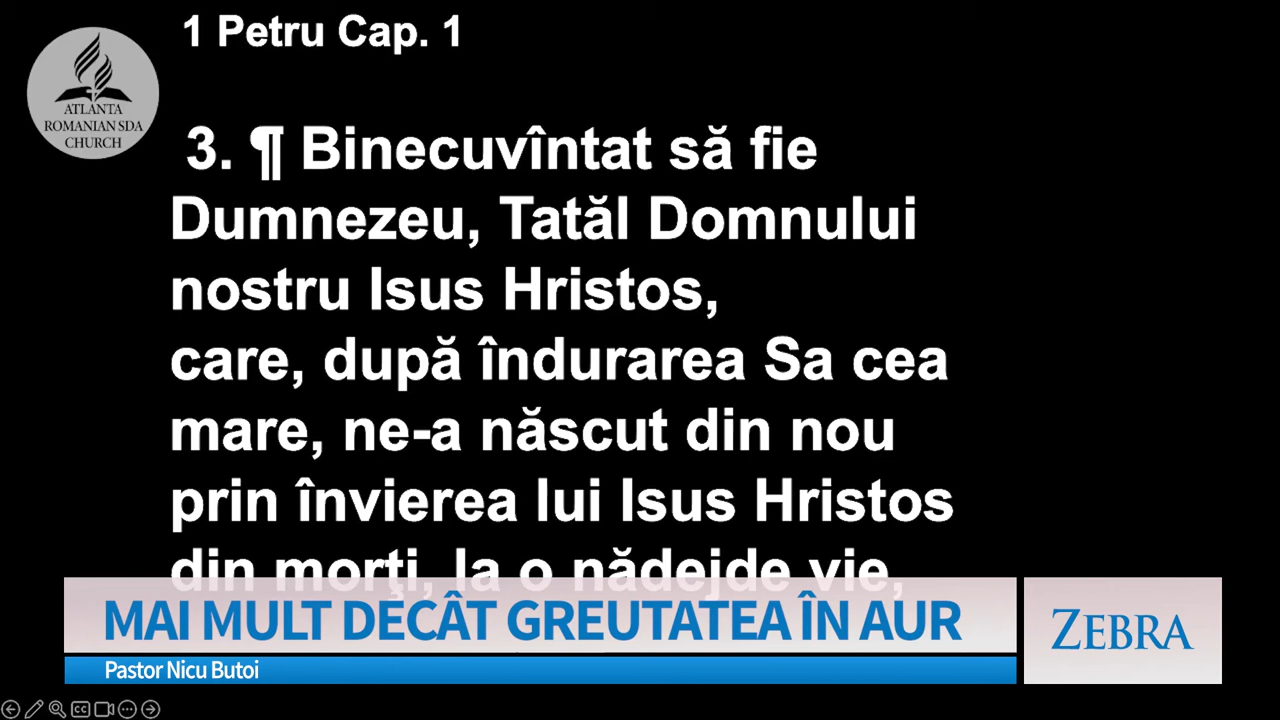 1 Petru Cap. 1
ATLANTA
ROMANIAN SDA
CHURCH
3. ¶ Binecuvîntat să fie
Dumnezeu, Tatăl Domnului
nostru Isus Hristos,
care, după îndurarea Sa cea
mare, ne-a născut din nou
prin învierea lui Isus Hristos
din morţi, la o nădejde vie,
MAI MULT DECÂT GREUTATEA ÎN AUR
ZEBRA
Pastor Nicu Butoi
CC